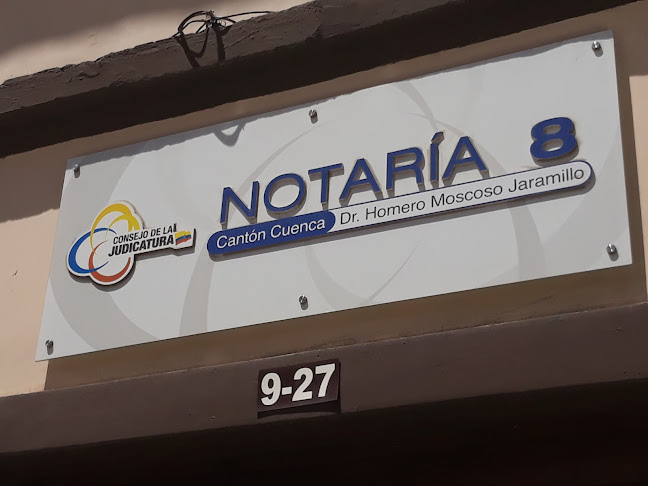 NOTARÍA 8
CONSEJO DE LA
JUDICATURA
Cantón Cuenca Dr. Homero Moscoso Jaramillo
9-27